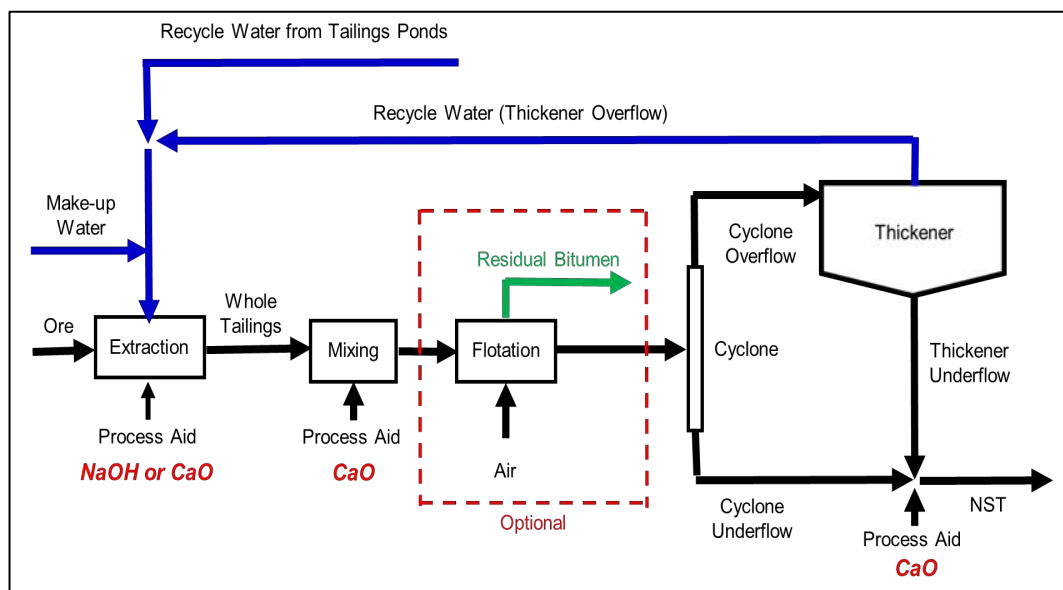 Recycle Water from Tailings Ponds
Recycle Water (Thickener Overflow)
Make-up
Water
Cyclone
Overflow
Thickener
Residual Bitumen
Whole
Tailings
Ore
Extraction
Mixing
Flotation
Cyclone
Thickener
Underflow
Process Aid
NaOH or CaO
Process Aid
CaO
Air
Optional
Cyclone
Underflow
NST
Process Aid
CaO